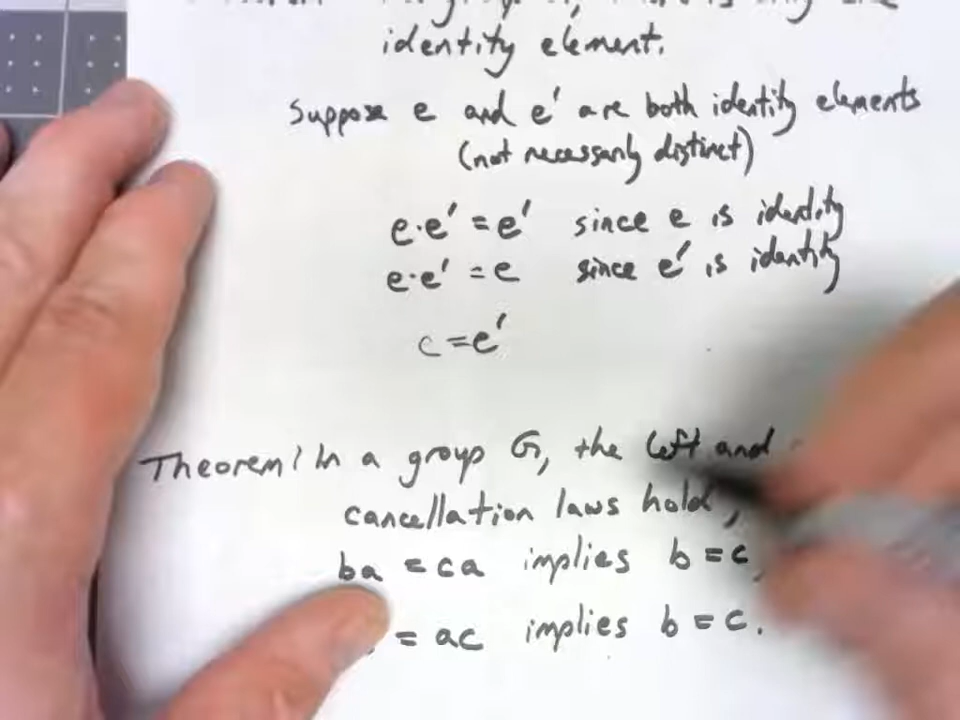 identity element.
Suppose e and e' are both identity elements
(not necessarily distinct)
e·e' = e' since e is identity
e·e' = e since e' is identity
e = e'
Theorem: In a group G, the left and
cancellation laws hold,
ba = ca implies b = c
= ac implies b = c.